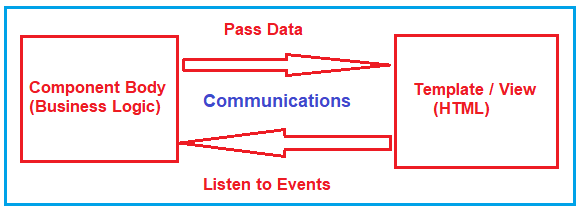 Pass Data
Component Body
(Business Logic)
Communications
Template / View
(HTML)
Listen to Events